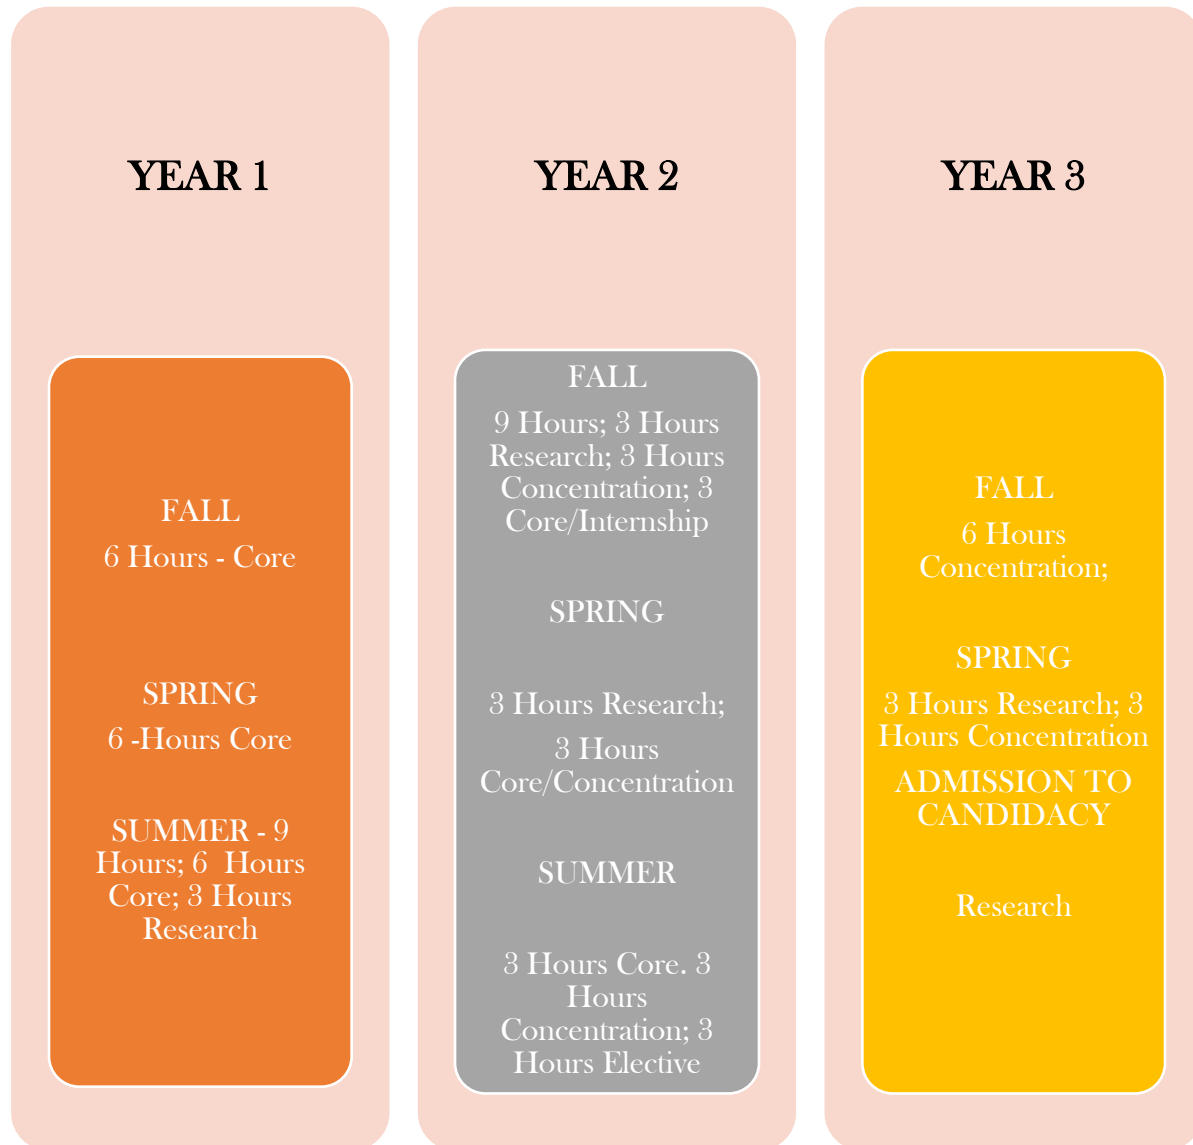 YEAR 1
FALL
6 Hours - Core
SPRING
6 -Hours Core
SUMMER - 9
Hours; 6  Hours
Core; 3 Hours
Research
YEAR 2
FALL
9 Hours; 3 Hours
Research; 3 Hours
Concentration; 3
Core/Internship
SPRING
3 Hours Research;
3 Hours
Core/Concentration
SUMMER
3 Hours Core. 3
Hours
Concentration; 3
Hours Elective
YEAR 3
FALL
6 Hours
Concentration;
SPRING
3 Hours Research; 3
Hours Concentration
ADMISSION TO
CANDIDACY
Research